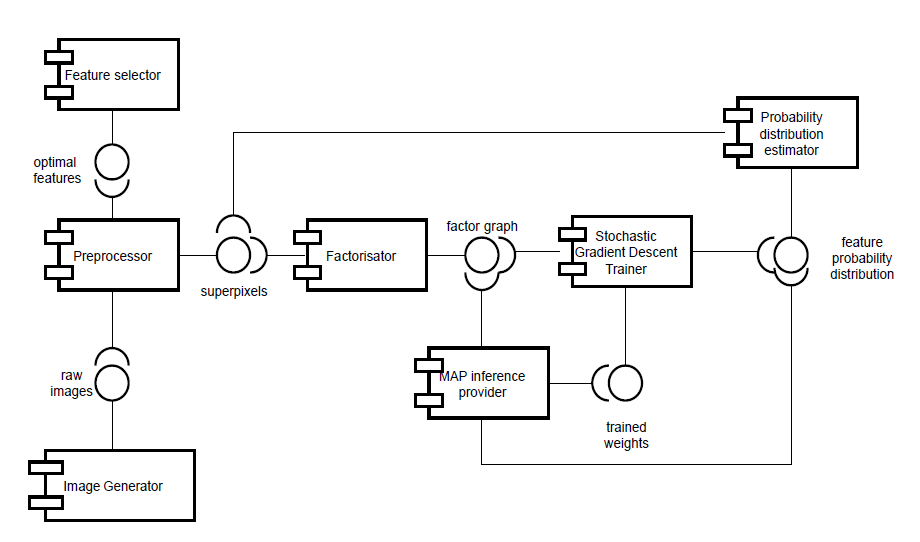 Feature selector
optimal
features
Probability
distribution
estimator
Preprocessor
superpixels
Factorisator
factor graph
Stochastic
Gradient Descent
Trainer
feature
probability
distribution
raw
images
MAP inference
provider
trained
weights
Image Generator